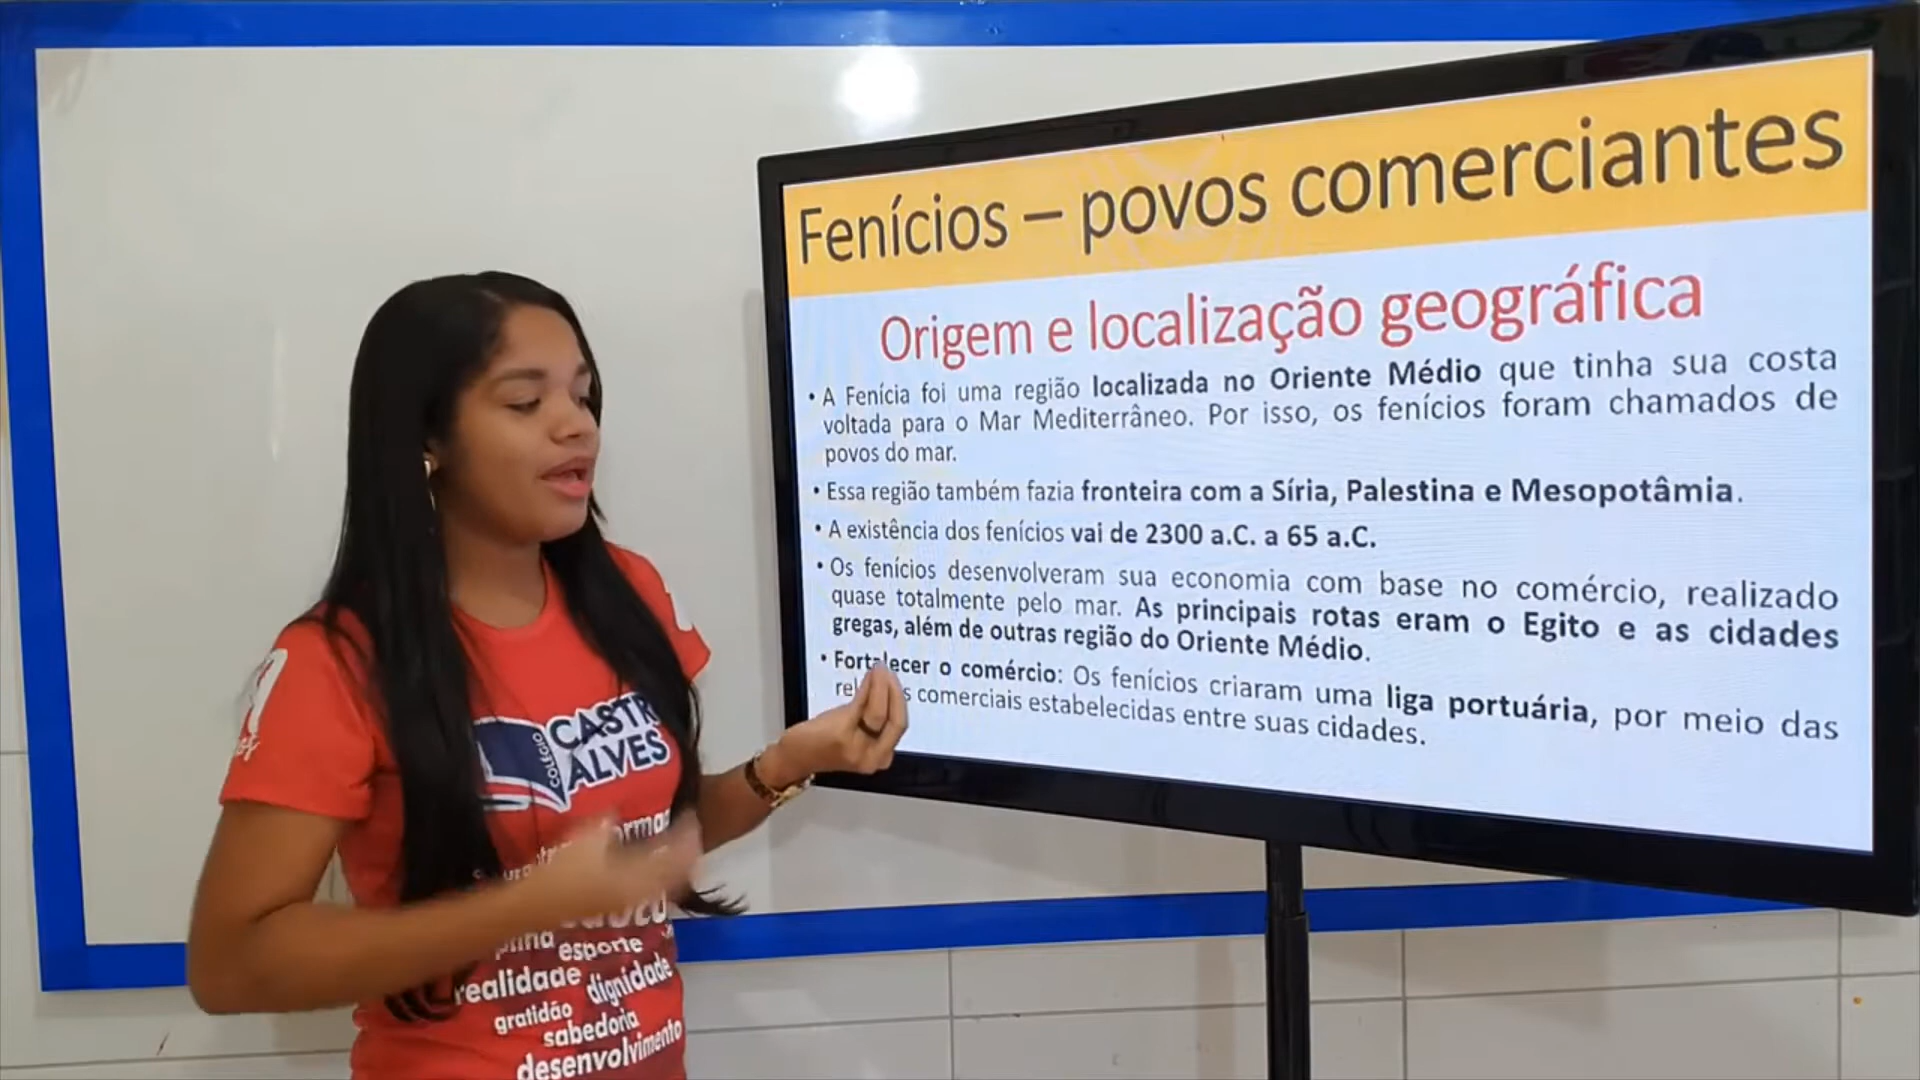 Fenícios – povos comerciantes
Origem e localização geográfica
• A Fenícia foi uma região localizada no Oriente Médio que tinha sua costa
voltada para o Mar Mediterrâneo. Por isso, os fenícios foram chamados de
povos do mar.
• Essa região também fazia fronteira com a Síria, Palestina e Mesopotâmia.
• A existência dos fenícios vai de 2300 a.C. a 65 a.C.
• Os fenícios desenvolveram sua economia com base no comércio, realizado
quase totalmente pelo mar. As principais rotas eram o Egito e as cidades
gregas, além de outras região do Oriente Médio.
• Fortalecer o comércio: Os fenícios criaram uma liga portuária, por meio das
comerciais estabelecidas entre suas cidades.
COLÉGIO
CASTR
ALVES
esporte
realidade dignidade
gratidão
sabedoria
desenvolvimento